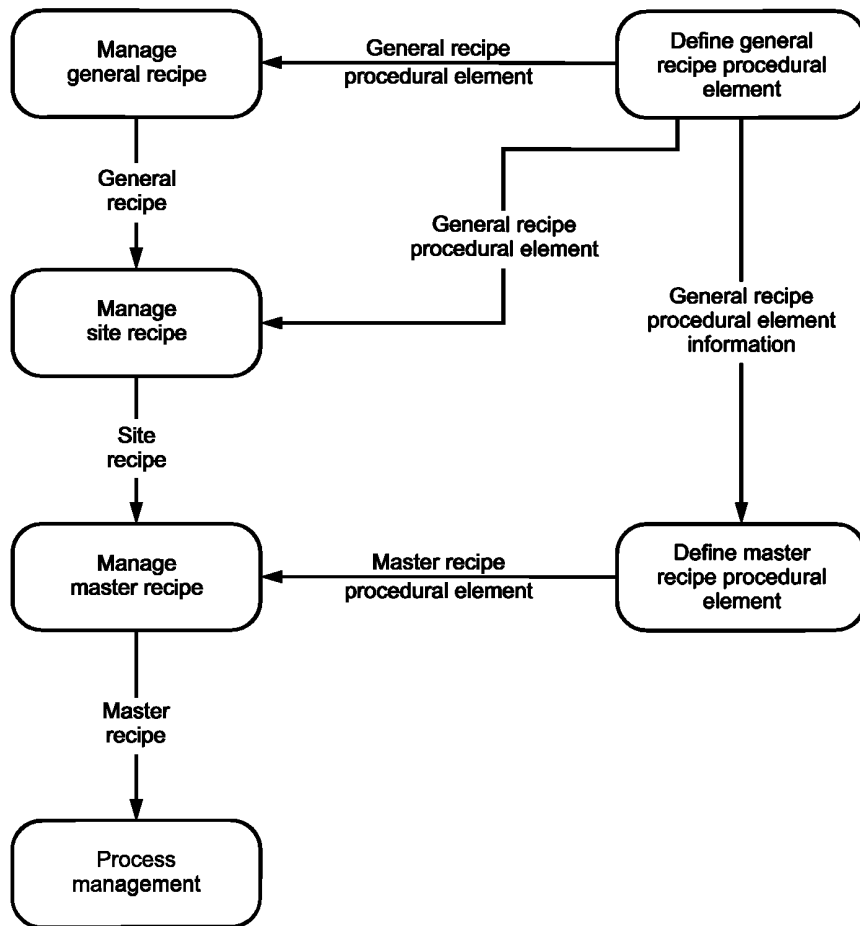 Manage
general recipe
General recipe
procedural element
Define general
recipe procedural
element
General
recipe
General recipe
procedural element
Manage
site recipe
General recipe
procedural element
information
Site
recipe
Manage
master recipe
Master recipe
procedural element
Define master
recipe procedural
element
Master
recipe
Process
management